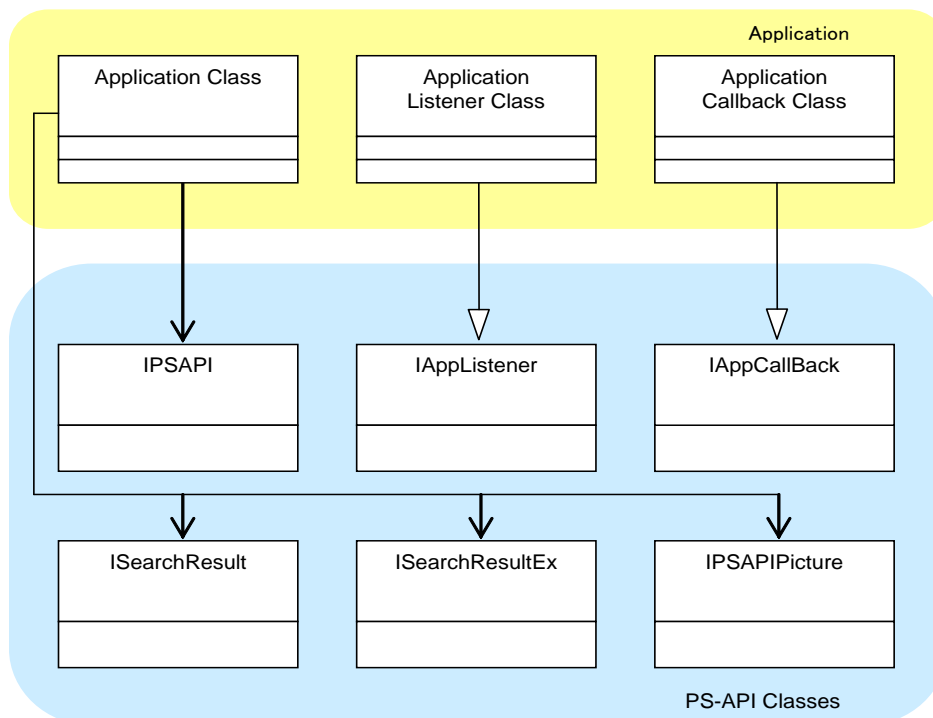 Application
Application Class
Application
Listener Class
Application
Callback Class
IPSAPI
IAppListener
IAppCallBack
ISearchResult
ISearchResultEx
IPSAPIPicture
PS-API Classes